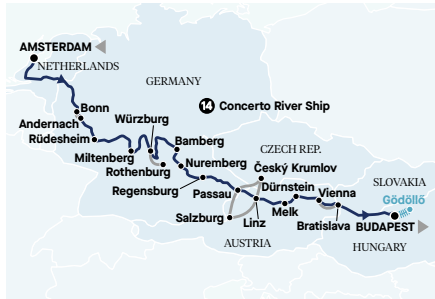 AMSTERDAM
NETHERLANDS
GERMANY
14 Concerto River Ship
Bonn
Andernach
Würzburg
Rüdesheim
Bamberg
Miltenberg
CZECH REP.
Rothenburg
Nuremberg
Český Krumlov
Regensburg
Passau
Dürnstein
Vienna
SLOVAKIA
Gödöllő
Salzburg
Linz
Melk
Bratislava
BUDAPEST
AUSTRIA
HUNGARY